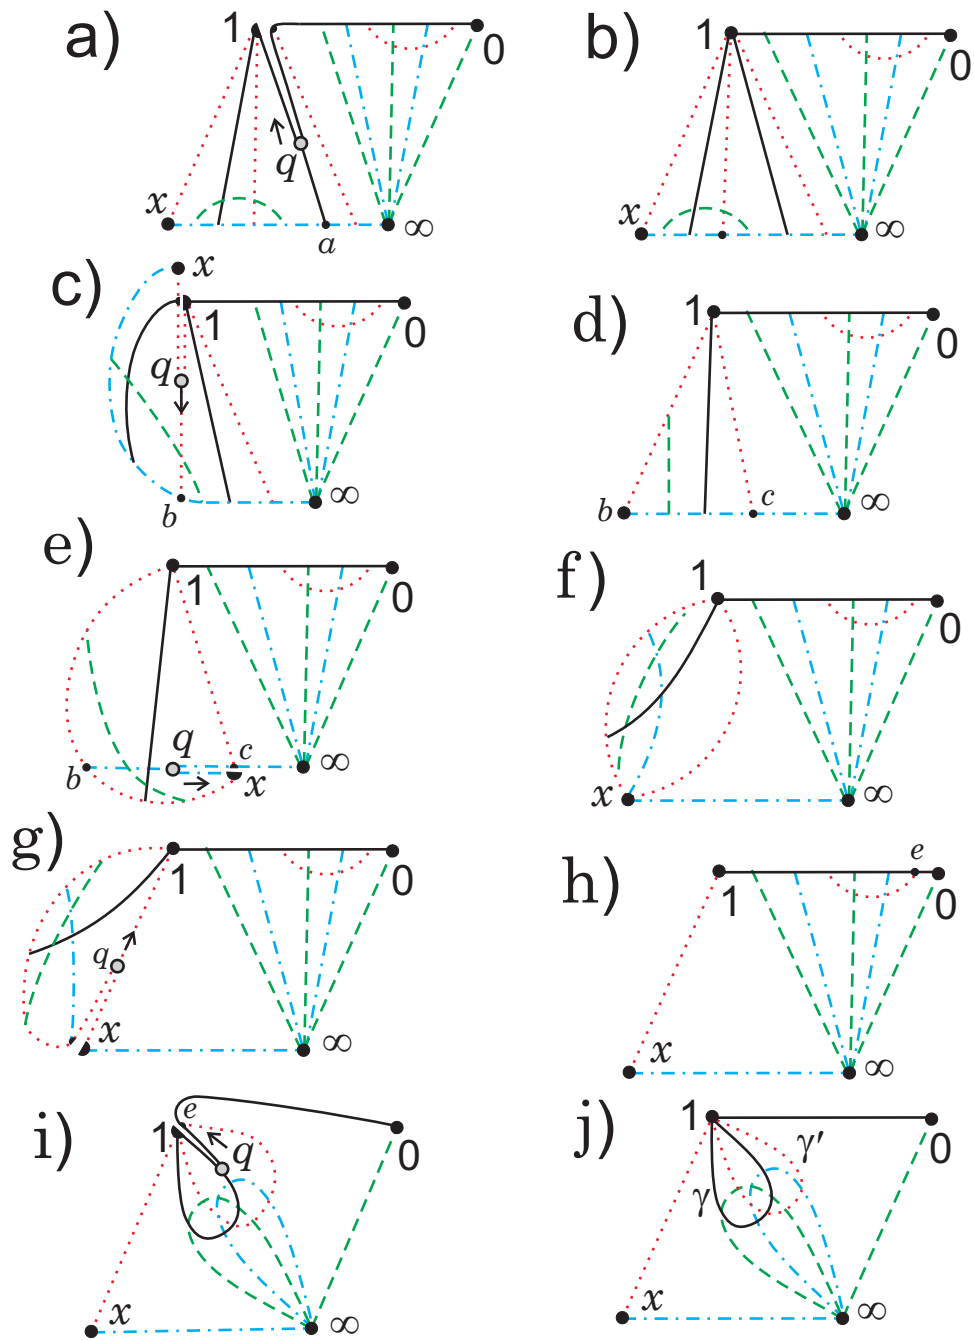 a) 1 0 q x a ∞
b) 1 0 x ∞
c) x 1 0 q b ∞
d) 1 0 b c ∞
e) 1 0 q c b x ∞
f) 1 0 x ∞
g) 1 0 q x ∞
h) e 1 0 x ∞
i) e 1 q 0 x ∞
j) 1 γ′ 0 γ x ∞